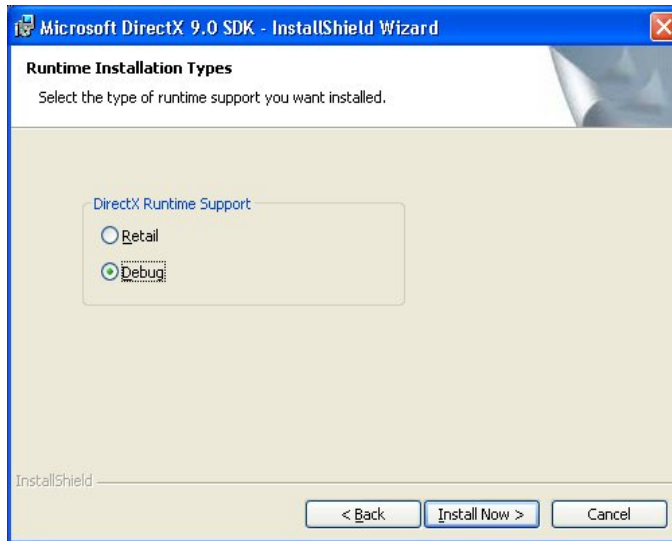 Microsoft DirectX 9.0 SDK - InstallShield Wizard
Runtime Installation Types
Select the type of runtime support you want installed.
DirectX Runtime Support
Retail
Debug
InstallShield
< Back
Install Now >
Cancel